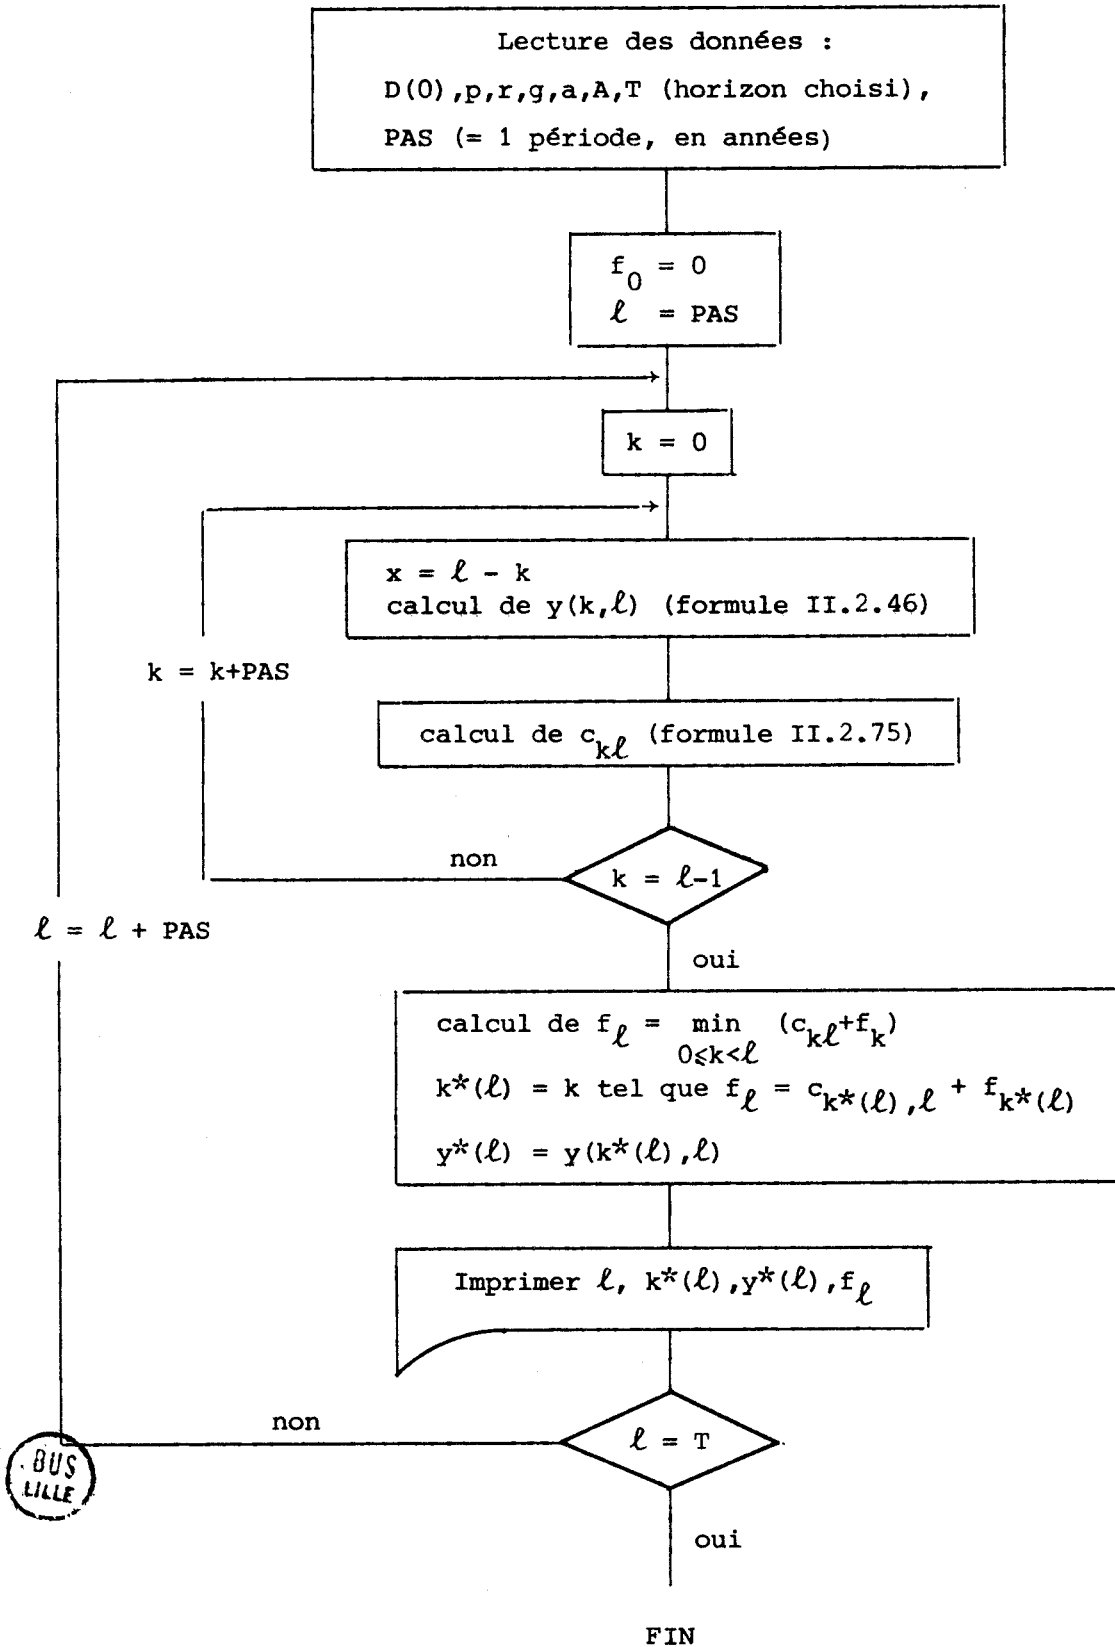 Lecture des données :
D(0),p,r,g,a,A,T (horizon choisi),
PAS (= 1 période, en années)
f_0 = 0
ℓ = PAS
k = 0
x = ℓ - k
calcul de y(k,ℓ) (formule II.2.46)
k = k+PAS
calcul de c_kℓ (formule II.2.75)
non
k = ℓ-1
ℓ = ℓ + PAS
oui
calcul de f_ℓ = min (c_kℓ+f_k)
0≤k<ℓ
k*(ℓ) = k tel que f_ℓ = c_k*(ℓ),ℓ + f_k*(ℓ)
y*(ℓ) = y(k*(ℓ),ℓ)
Imprimer ℓ, k*(ℓ),y*(ℓ),f_ℓ
non
ℓ = T
BUS
LILLE
oui
FIN